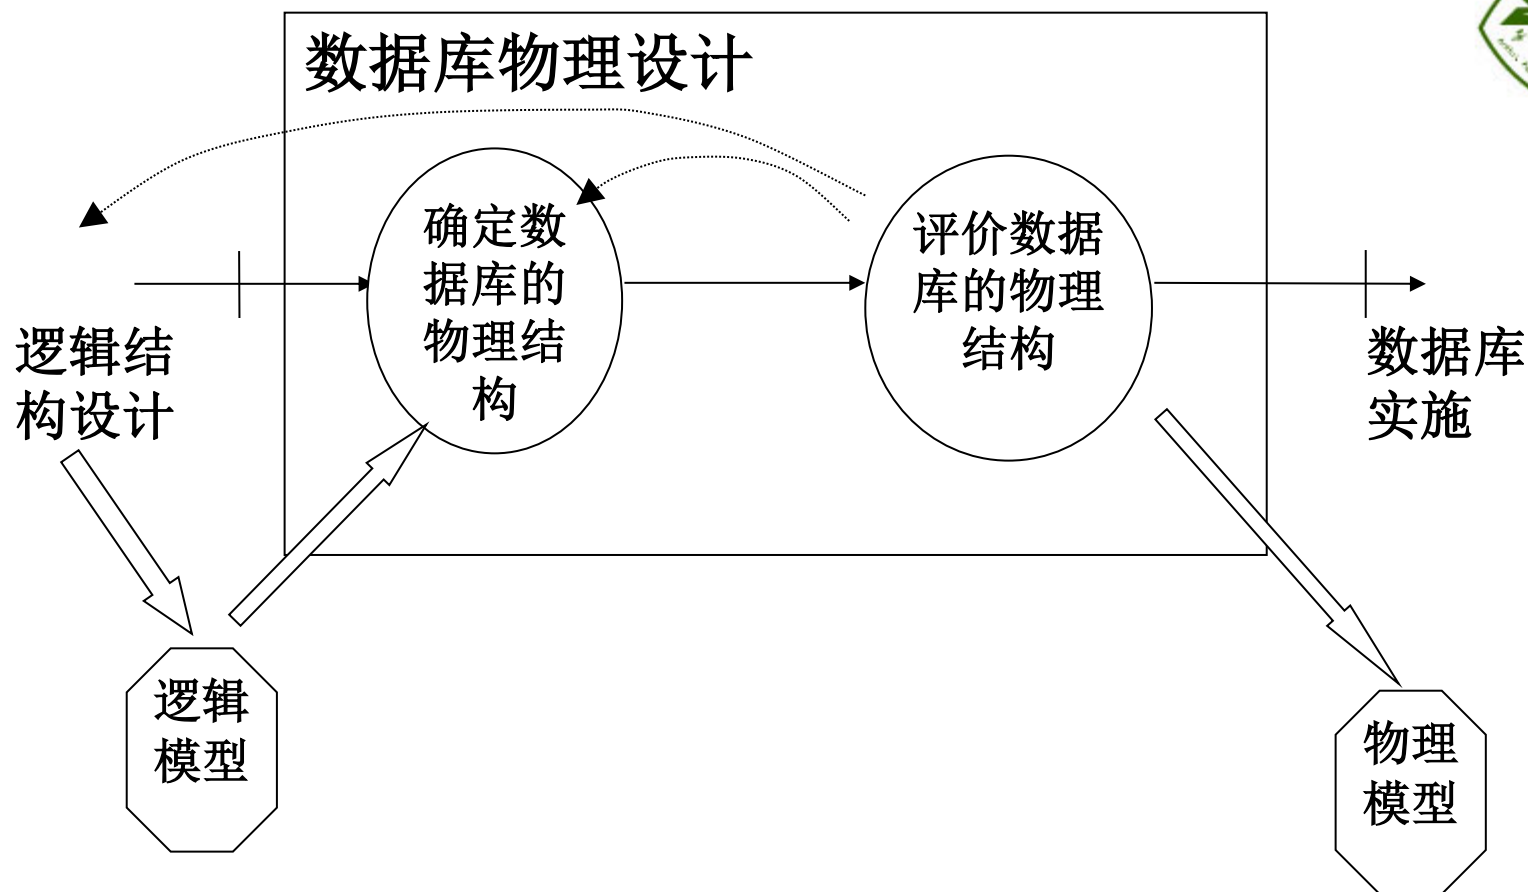 数据库物理设计
确定数
据库的
物理结
构
评价数据
库的物理
结构
逻辑结
构设计
数据库
实施
逻辑
模型
物理
模型